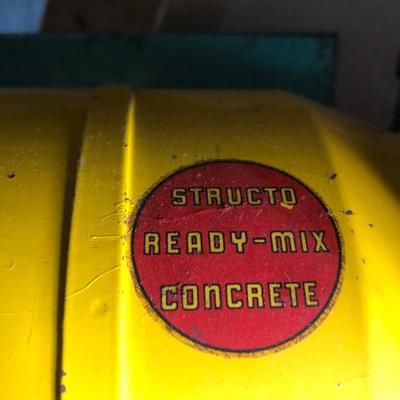 STRUCTO
READY-MIX
CONCRETE